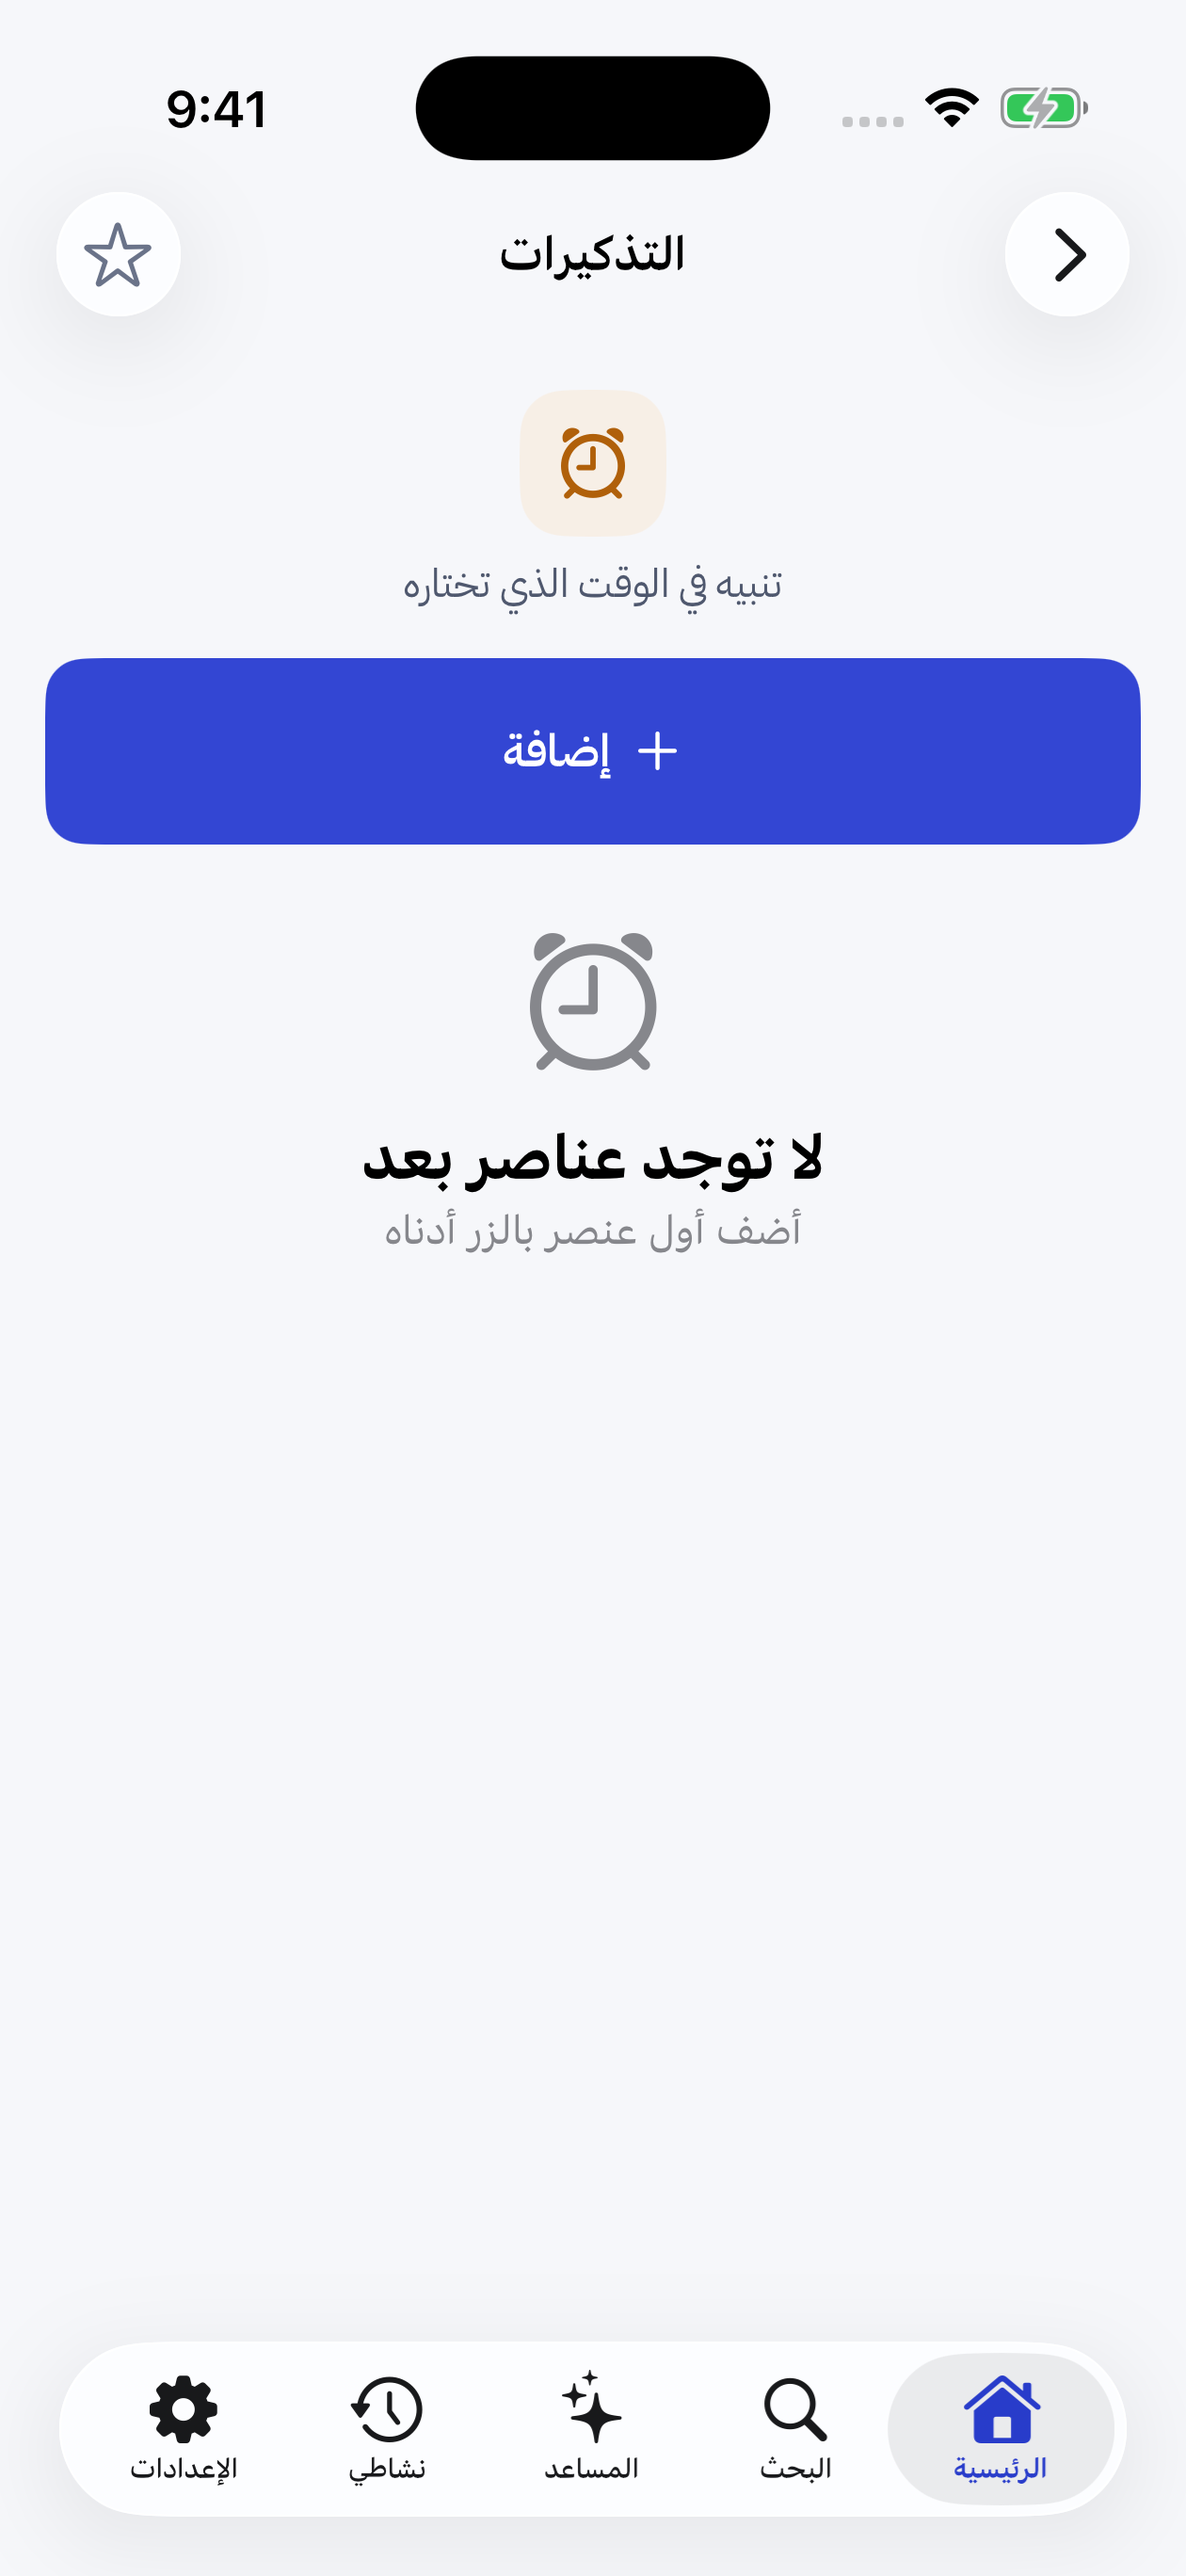 9:41
التذكيرات
تنبيه في الوقت الذي تختاره
إضافة
لا توجد عناصر بعد
أضف أول عنصر بالزر أدناه
الرئيسية
البحث
المساعد
نشاطي
الإعدادات